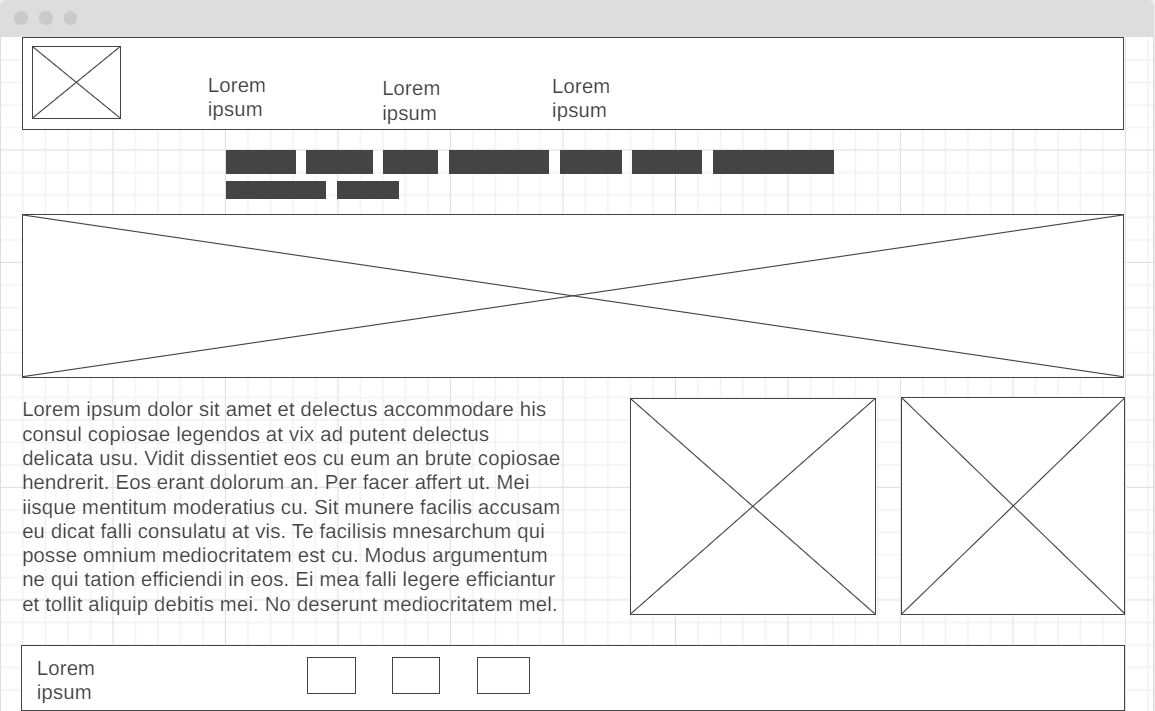 Lorem
ipsum
Lorem
ipsum
Lorem
ipsum
Lorem ipsum dolor sit amet et delectus accommodare his
consul copiosae legendos at vix ad putent delectus
delicata usu. Vidit dissentiet eos cu eum an brute copiosae
hendrerit. Eos erant dolorum an. Per facer affert ut. Mei
iisque mentitum moderatius cu. Sit munere facilis accusam
eu dicat falli consulatu at vis. Te facilisis mnesarchum qui
posse omnium mediocritatem est cu. Modus argumentum
ne qui tation efficiendi in eos. Ei mea falli legere efficiantur
et tollit aliquip debitis mei. No deserunt mediocritatem mel.
Lorem
ipsum